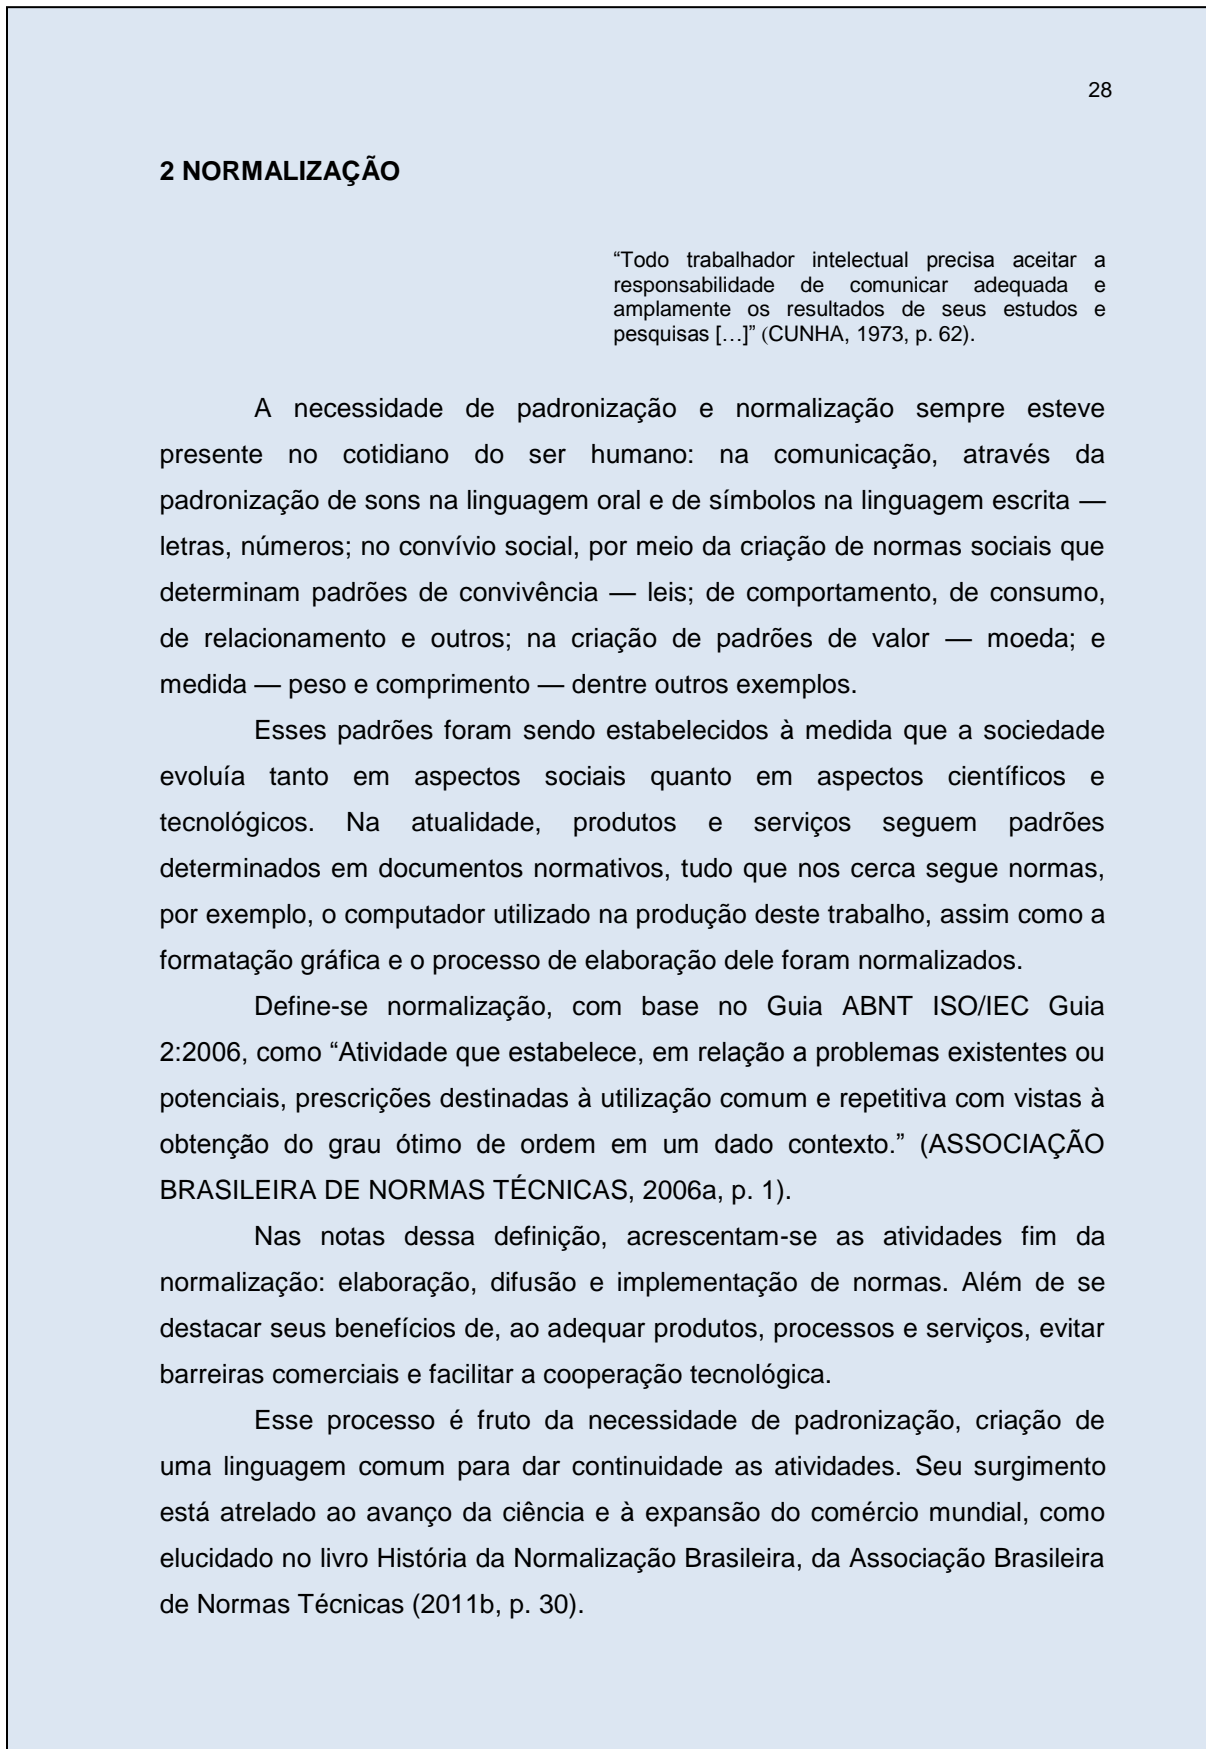 28
2 NORMALIZAÇÃO
“Todo trabalhador intelectual precisa aceitar a
responsabilidade de comunicar adequada e
amplamente os resultados de seus estudos e
pesquisas […]” (CUNHA, 1973, p. 62).
A necessidade de padronização e normalização sempre esteve
presente no cotidiano do ser humano: na comunicação, através da
padronização de sons na linguagem oral e de símbolos na linguagem escrita —
letras, números; no convívio social, por meio da criação de normas sociais que
determinam padrões de convivência — leis; de comportamento, de consumo,
de relacionamento e outros; na criação de padrões de valor — moeda; e
medida — peso e comprimento — dentre outros exemplos.
Esses padrões foram sendo estabelecidos à medida que a sociedade
evoluía tanto em aspectos sociais quanto em aspectos científicos e
tecnológicos. Na atualidade, produtos e serviços seguem padrões
determinados em documentos normativos, tudo que nos cerca segue normas,
por exemplo, o computador utilizado na produção deste trabalho, assim como a
formatação gráfica e o processo de elaboração dele foram normalizados.
Define-se normalização, com base no Guia ABNT ISO/IEC Guia
2:2006, como “Atividade que estabelece, em relação a problemas existentes ou
potenciais, prescrições destinadas à utilização comum e repetitiva com vistas à
obtenção do grau ótimo de ordem em um dado contexto.” (ASSOCIAÇÃO
BRASILEIRA DE NORMAS TÉCNICAS, 2006a, p. 1).
Nas notas dessa definição, acrescentam-se as atividades fim da
normalização: elaboração, difusão e implementação de normas. Além de se
destacar seus benefícios de, ao adequar produtos, processos e serviços, evitar
barreiras comerciais e facilitar a cooperação tecnológica.
Esse processo é fruto da necessidade de padronização, criação de
uma linguagem comum para dar continuidade as atividades. Seu surgimento
está atrelado ao avanço da ciência e à expansão do comércio mundial, como
elucidado no livro História da Normalização Brasileira, da Associação Brasileira
de Normas Técnicas (2011b, p. 30).